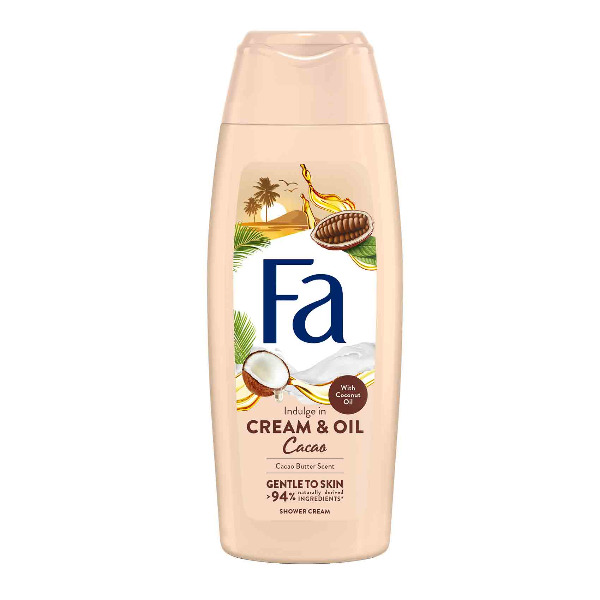 Fa
With
Coconut
Oil
Indulge in
CREAM & OIL
Cacao
Cacao Butter Scent
GENTLE TO SKIN
>94% naturally derived
INGREDIENTS*
SHOWER CREAM